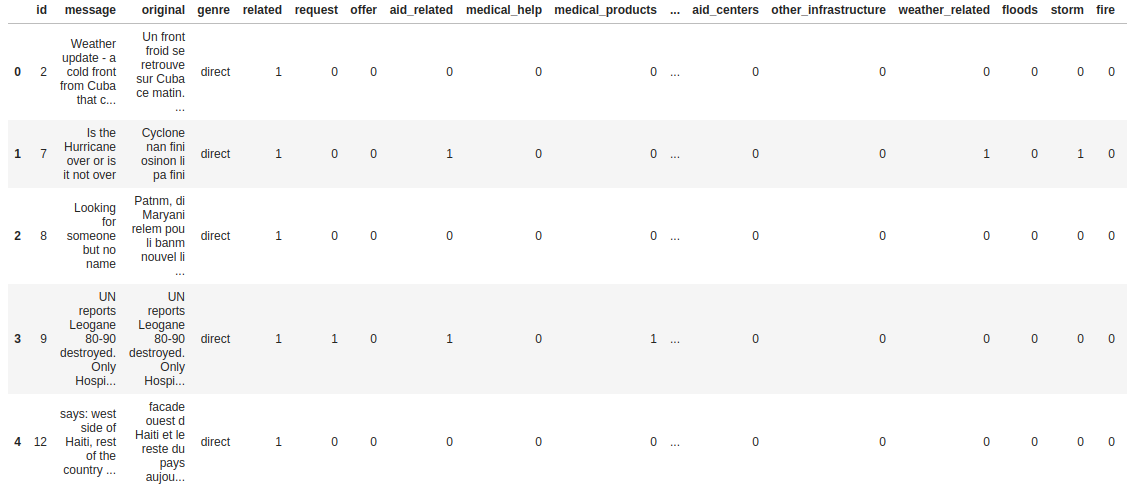 id message original genre related request offer aid_related medical_help medical_products ... aid_centers other_infrastructure weather_related floods storm fire
0 2
Weather
update - a
cold front
from Cuba
that c...
Un front
froid se
retrouve
sur Cuba
ce matin.
...
direct 1 0 0 0 0 0 ... 0 0 0 0 0 0
1 7
Is the
Hurricane
over or is
it not over
Cyclone
nan fini
osinon li
pa fini
direct 1 0 0 1 0 0 ... 0 0 1 0 1 0
2 8
Looking
for
someone
but no
name
Patnm, di
Maryani
relem pou
li banm
nouvel li
...
direct 1 0 0 0 0 0 ... 0 0 0 0 0 0
3 9
UN
reports
Leogane
80-90
destroyed.
Only
Hospi...
UN
reports
Leogane
80-90
destroyed.
Only
Hospi...
direct 1 1 0 1 0 1 ... 0 0 0 0 0 0
4 12
says: west
side of
Haiti, rest
of the
country ...
facade
ouest d
Haiti et le
reste du
pays
aujou...
direct 1 0 0 0 0 0 ... 0 0 0 0 0 0